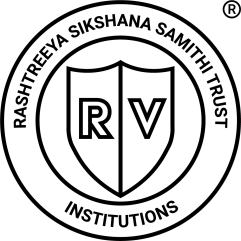 ®
RASHTREEYA SIKSHANA SAMITHI TRUST
RV
INSTITUTIONS